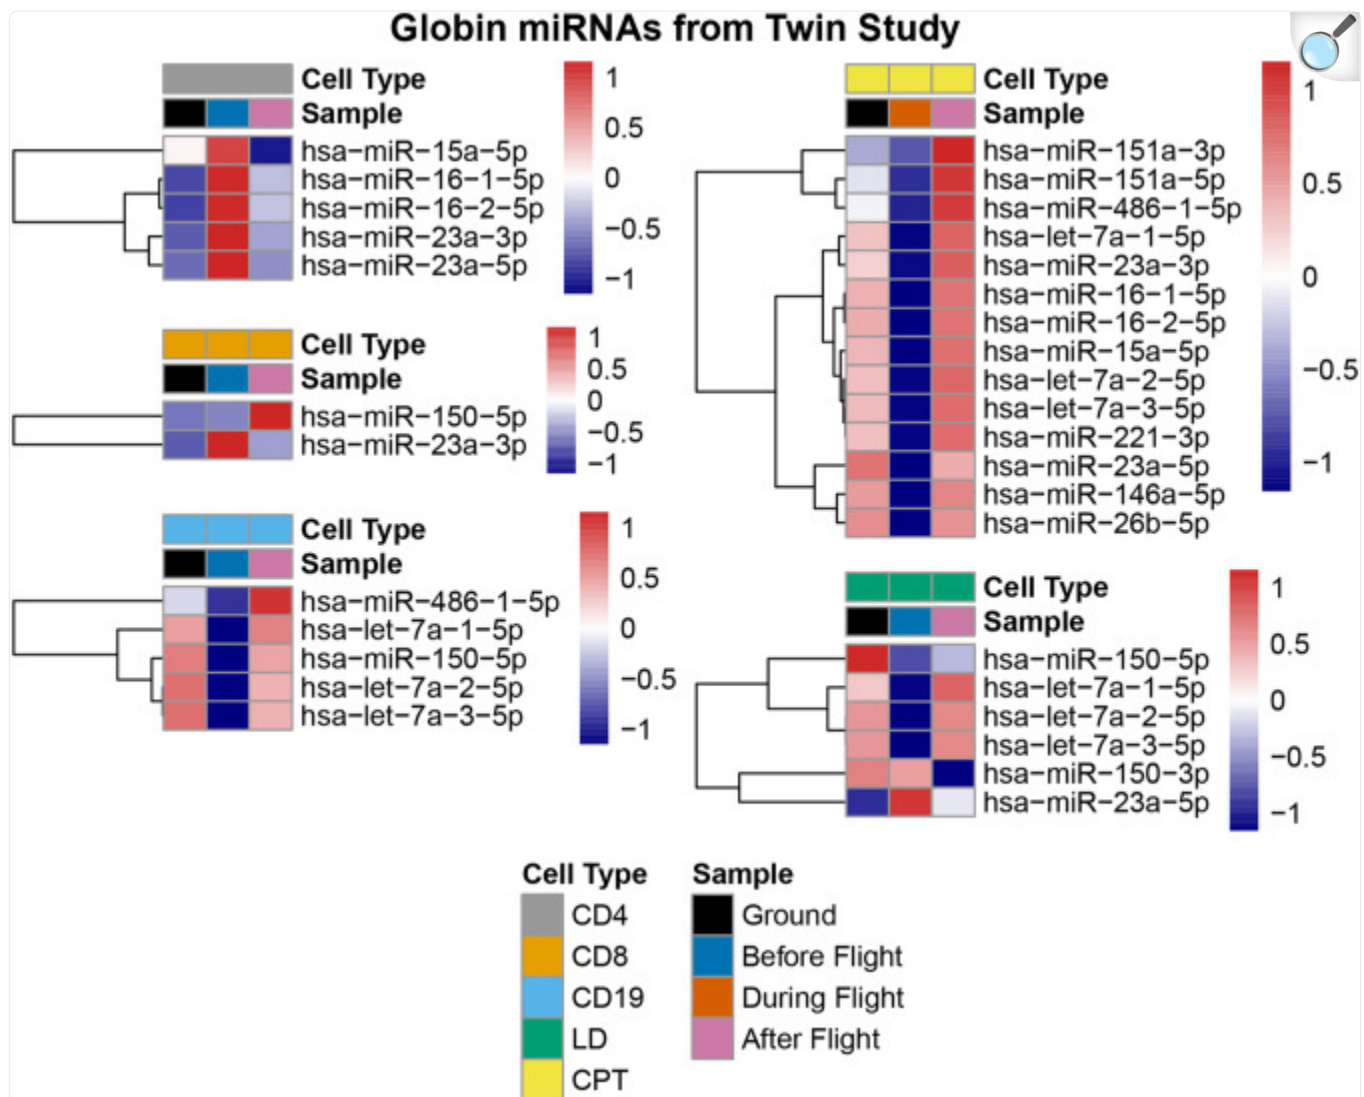 Globin miRNAs from Twin Study
Cell Type
Sample
hsa−miR−15a−5p
hsa−miR−16−1−5p
hsa−miR−16−2−5p
hsa−miR−23a−3p
hsa−miR−23a−5p
1
0.5
0
−0.5
−1
Cell Type
Sample
hsa−miR−150−5p
hsa−miR−23a−3p
1
0.5
0
−0.5
−1
Cell Type
Sample
hsa−miR−486−1−5p
hsa−let−7a−1−5p
hsa−miR−150−5p
hsa−let−7a−2−5p
hsa−let−7a−3−5p
1
0.5
0
−0.5
−1
Cell Type
Sample
hsa−miR−151a−3p
hsa−miR−151a−5p
hsa−miR−486−1−5p
hsa−let−7a−1−5p
hsa−miR−23a−3p
hsa−miR−16−1−5p
hsa−miR−16−2−5p
hsa−miR−15a−5p
hsa−let−7a−2−5p
hsa−let−7a−3−5p
hsa−miR−221−3p
hsa−miR−23a−5p
hsa−miR−146a−5p
hsa−miR−26b−5p
1
0.5
0
−0.5
−1
Cell Type
Sample
hsa−miR−150−5p
hsa−let−7a−1−5p
hsa−let−7a−2−5p
hsa−let−7a−3−5p
hsa−miR−150−3p
hsa−miR−23a−5p
1
0.5
0
−0.5
−1
Cell Type
CD4
CD8
CD19
LD
CPT
Sample
Ground
Before Flight
During Flight
After Flight